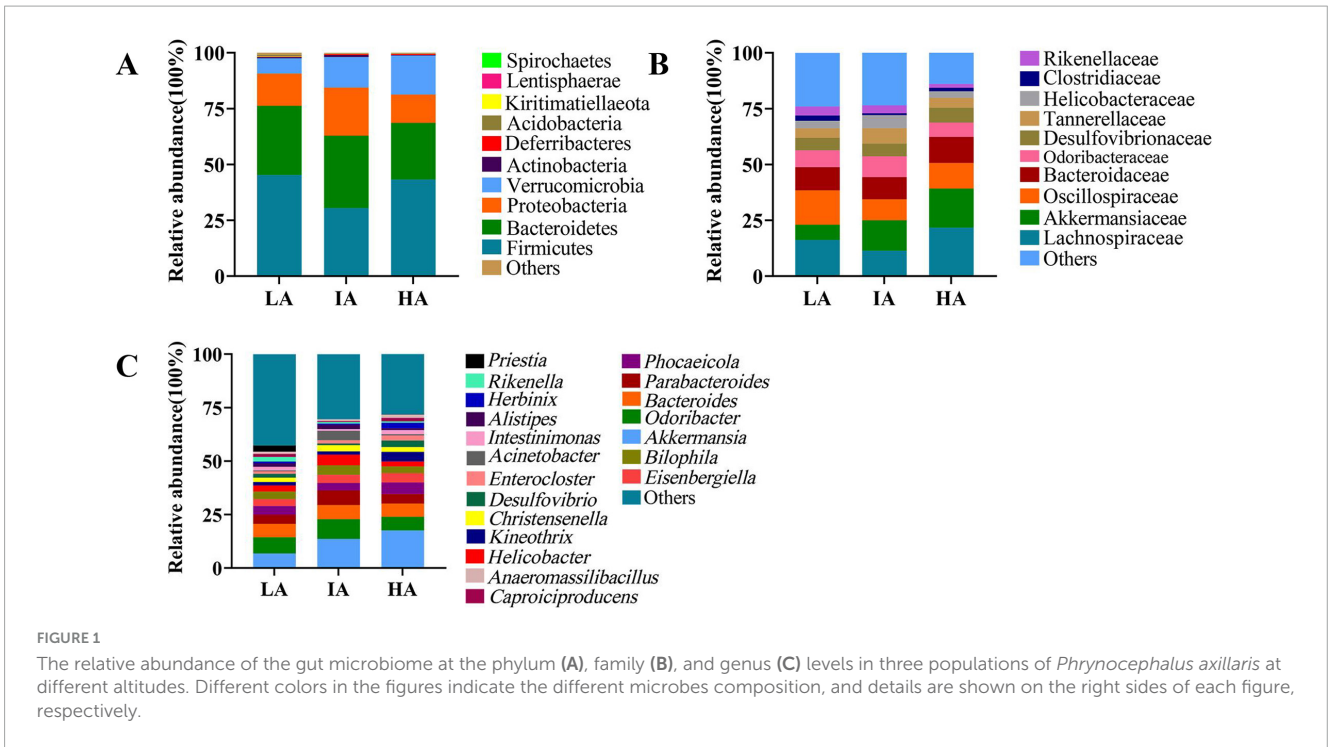 A
Relative abundance(100%)
100
75
50
25
0
LA IA HA
Spirochaetes
Lentisphaerae
Kiritimatiellaeota
Acidobacteria
Deferribacteres
Actinobacteria
Verrucomicrobia
Proteobacteria
Bacteroidetes
Firmicutes
Others
B
Relative abundance(100%)
100
75
50
25
0
LA IA HA
Rikenellaceae
Clostridiaceae
Helicobacteraceae
Tannerellaceae
Desulfovibrionaceae
Odoribacteraceae
Bacteroidaceae
Oscillospiraceae
Akkermansiaceae
Lachnospiraceae
Others
C
Relative abundance(100%)
100
75
50
25
0
LA IA HA
Priestia
Rikenella
Herbinix
Alistipes
Intestinimonas
Acinetobacter
Enterocloster
Desulfovibrio
Christensenella
Kineothrix
Helicobacter
Anaeromassilibacillus
Caproiciproducens
Phocaeicola
Parabacteroides
Bacteroides
Odoribacter
Akkermansia
Bilophila
Eisenbergiella
Others
FIGURE 1
The relative abundance of the gut microbiome at the phylum (A), family (B), and genus (C) levels in three populations of Phrynocephalus axillaris at
different altitudes. Different colors in the figures indicate the different microbes composition, and details are shown on the right sides of each figure,
respectively.